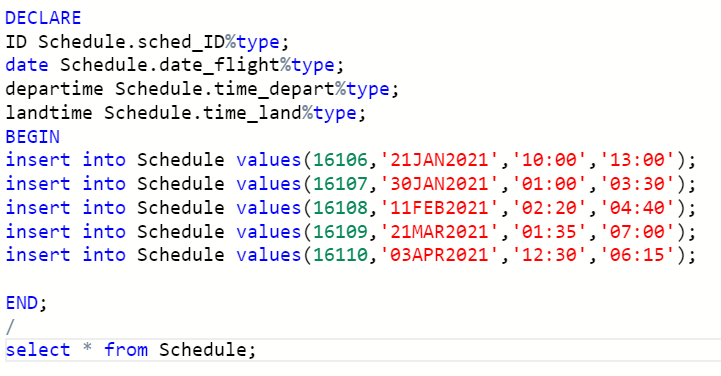 DECLARE
ID Schedule.sched_ID%type;
date Schedule.date_flight%type;
departime Schedule.time_depart%type;
landtime Schedule.time_land%type;
BEGIN
insert into Schedule values(16106,'21JAN2021','10:00','13:00');
insert into Schedule values(16107,'30JAN2021','01:00','03:30');
insert into Schedule values(16108,'11FEB2021','02:20','04:40');
insert into Schedule values(16109,'21MAR2021','01:35','07:00');
insert into Schedule values(16110,'03APR2021','12:30','06:15');
END;
/
select * from Schedule;